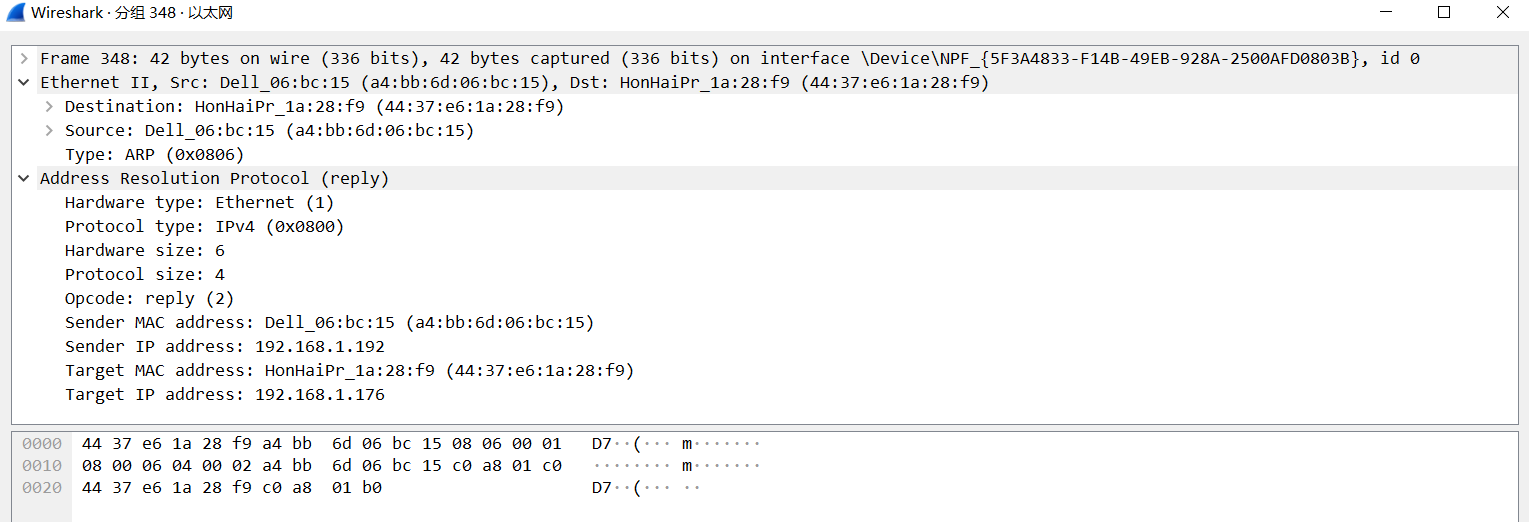 Wireshark · 分组 348 · 以太网
Frame 348: 42 bytes on wire (336 bits), 42 bytes captured (336 bits) on interface \Device\NPF_{5F3A4833-F14B-49EB-928A-2500AFD0803B}, id 0
Ethernet II, Src: Dell_06:bc:15 (a4:bb:6d:06:bc:15), Dst: HonHaiPr_1a:28:f9 (44:37:e6:1a:28:f9)
Destination: HonHaiPr_1a:28:f9 (44:37:e6:1a:28:f9)
Source: Dell_06:bc:15 (a4:bb:6d:06:bc:15)
Type: ARP (0x0806)
Address Resolution Protocol (reply)
Hardware type: Ethernet (1)
Protocol type: IPv4 (0x0800)
Hardware size: 6
Protocol size: 4
Opcode: reply (2)
Sender MAC address: Dell_06:bc:15 (a4:bb:6d:06:bc:15)
Sender IP address: 192.168.1.192
Target MAC address: HonHaiPr_1a:28:f9 (44:37:e6:1a:28:f9)
Target IP address: 192.168.1.176
0000 44 37 e6 1a 28 f9 a4 bb 6d 06 bc 15 08 06 00 01 D7··(··· m·······
0010 08 00 06 04 00 02 a4 bb 6d 06 bc 15 c0 a8 01 c0 ········ m·······
0020 44 37 e6 1a 28 f9 c0 a8 01 b0 D7··(··· ··